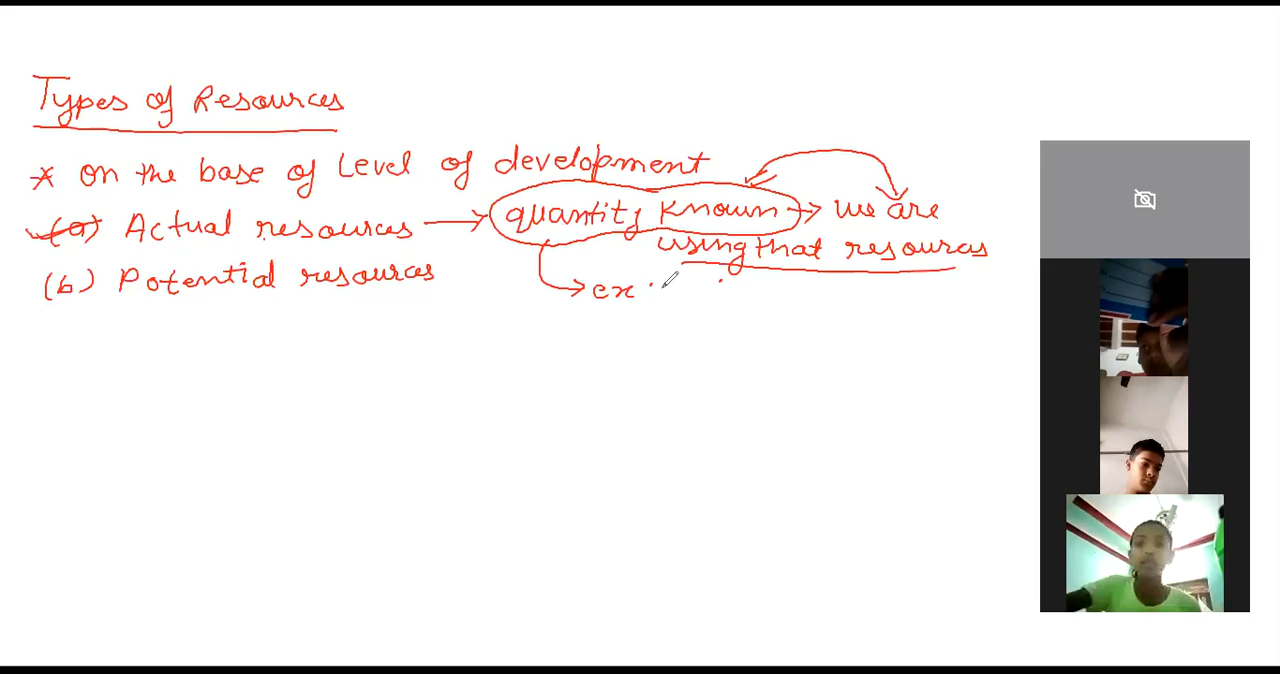 Types of Resources
* on the base of Level of development
(a) Actual resources → quantity known → we are
using that resources
(b) Potential resources
→ ex.